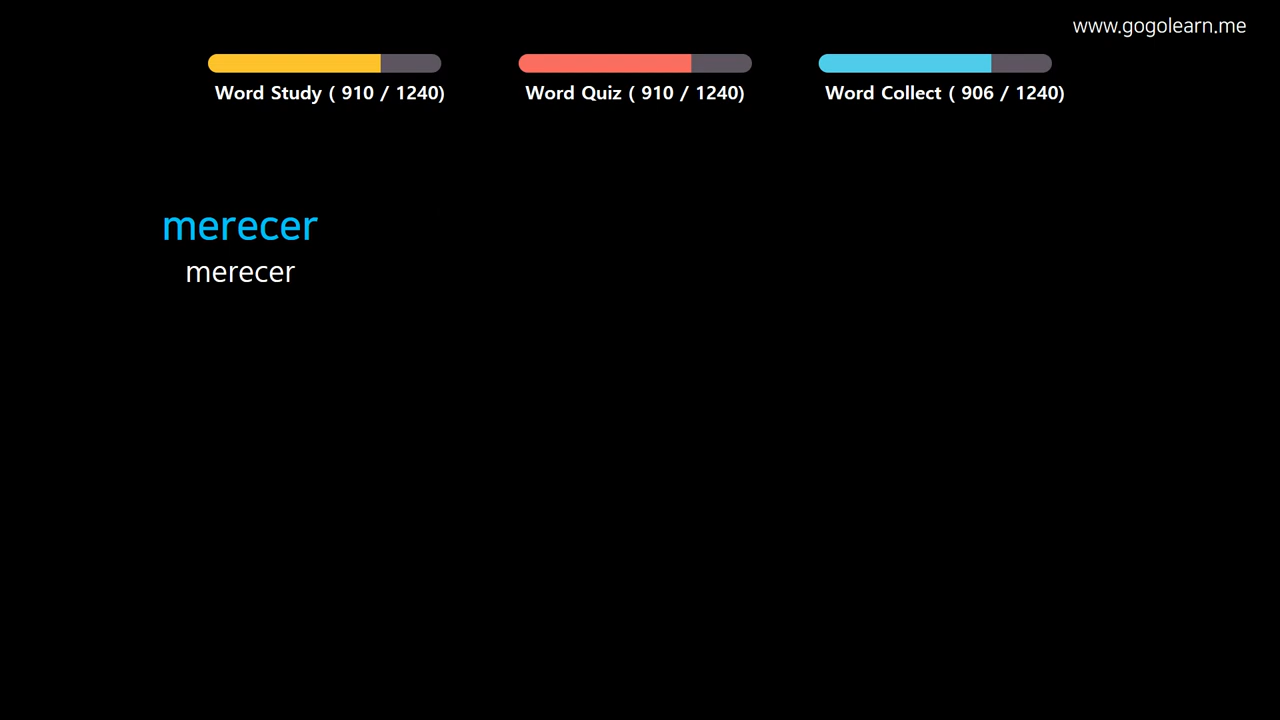 www.gogolearn.me
Word Study ( 910 / 1240)
Word Quiz ( 910 / 1240)
Word Collect ( 906 / 1240)
merecer
merecer